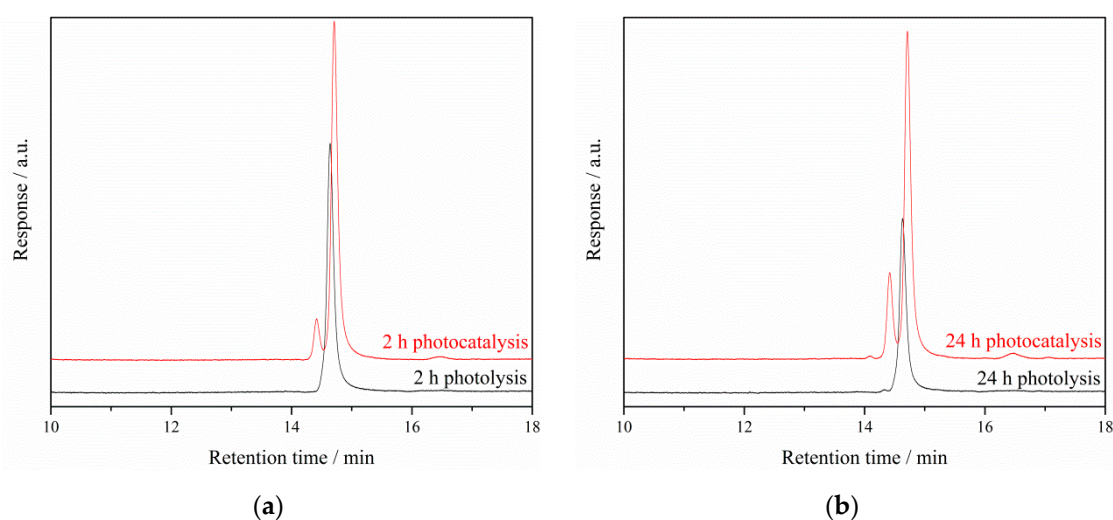 Response / a.u.
2 h photocatalysis
2 h photolysis
10 12 14 16 18
Retention time / min
(a)
Response / a.u.
24 h photocatalysis
24 h photolysis
10 12 14 16 18
Retention time / min
(b)